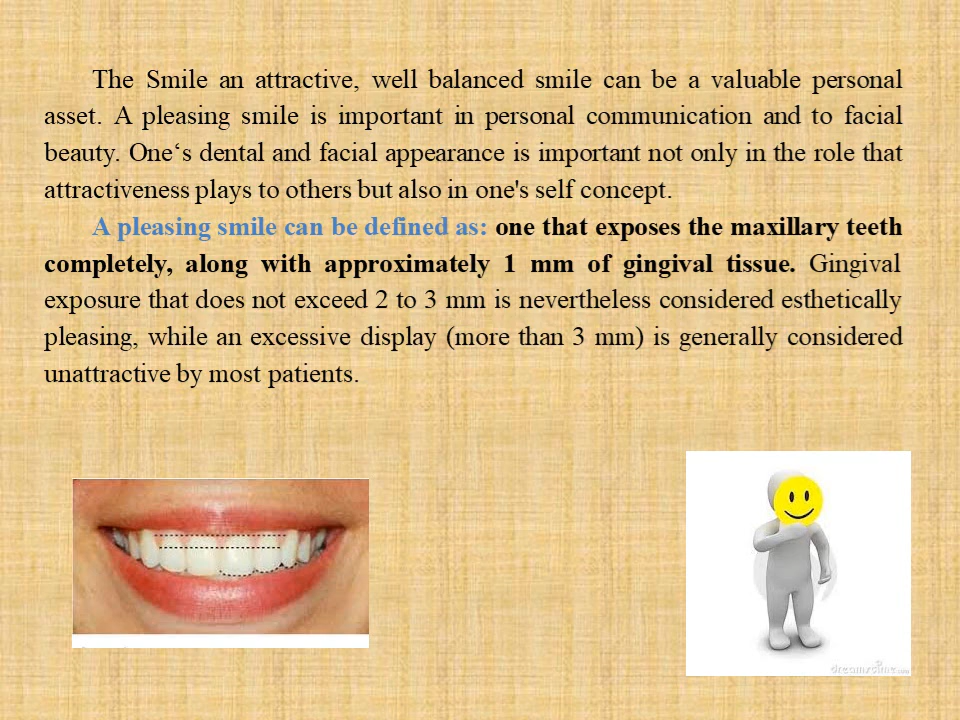 The Smile an attractive, well balanced smile can be a valuable personal
asset. A pleasing smile is important in personal communication and to facial
beauty. One‘s dental and facial appearance is important not only in the role that
attractiveness plays to others but also in one's self concept.
A pleasing smile can be defined as: one that exposes the maxillary teeth
completely, along with approximately 1 mm of gingival tissue. Gingival
exposure that does not exceed 2 to 3 mm is nevertheless considered esthetically
pleasing, while an excessive display (more than 3 mm) is generally considered
unattractive by most patients.
dreamstime.com